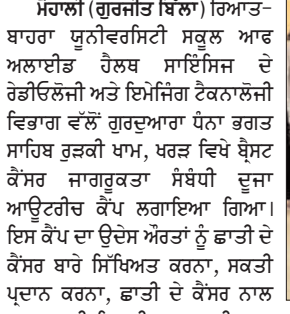 ਮੋਹਾਲੀ (ਗੁਰਜੀਤ ਬਿੱਲਾ) ਰਿਆਤ-
ਬਾਹਰਾ ਯੂਨੀਵਰਸਿਟੀ ਸਕੂਲ ਆਫ
ਅਲਾਈਡ ਹੈਲਥ ਸਾਇੰਸਿਜ ਦੇ
ਰੇਡੀਓਲੋਜੀ ਅਤੇ ਇਮੇਜਿੰਗ ਟੈਕਨਾਲੋਜੀ
ਵਿਭਾਗ ਵੱਲੋਂ ਗੁਰਦੁਆਰਾ ਧੰਨਾ ਭਗਤ
ਸਾਹਿਬ ਰੁੜਕੀ ਖਾਮ, ਖਰੜ ਵਿਖੇ ਬ੍ਰੈਸਟ
ਕੈਂਸਰ ਜਾਗਰੂਕਤਾ ਸੰਬੰਧੀ ਦੂਜਾ
ਆਊਟਰੀਚ ਕੈਂਪ ਲਗਾਇਆ ਗਿਆ।
ਇਸ ਕੈਂਪ ਦਾ ਉਦੇਸ ਔਰਤਾਂ ਨੂੰ ਛਾਤੀ ਦੇ
ਕੈਂਸਰ ਬਾਰੇ ਸਿੱਖਿਅਤ ਕਰਨਾ, ਸਕਤੀ
ਪ੍ਰਦਾਨ ਕਰਨਾ, ਛਾਤੀ ਦੇ ਕੈਂਸਰ ਨਾਲ